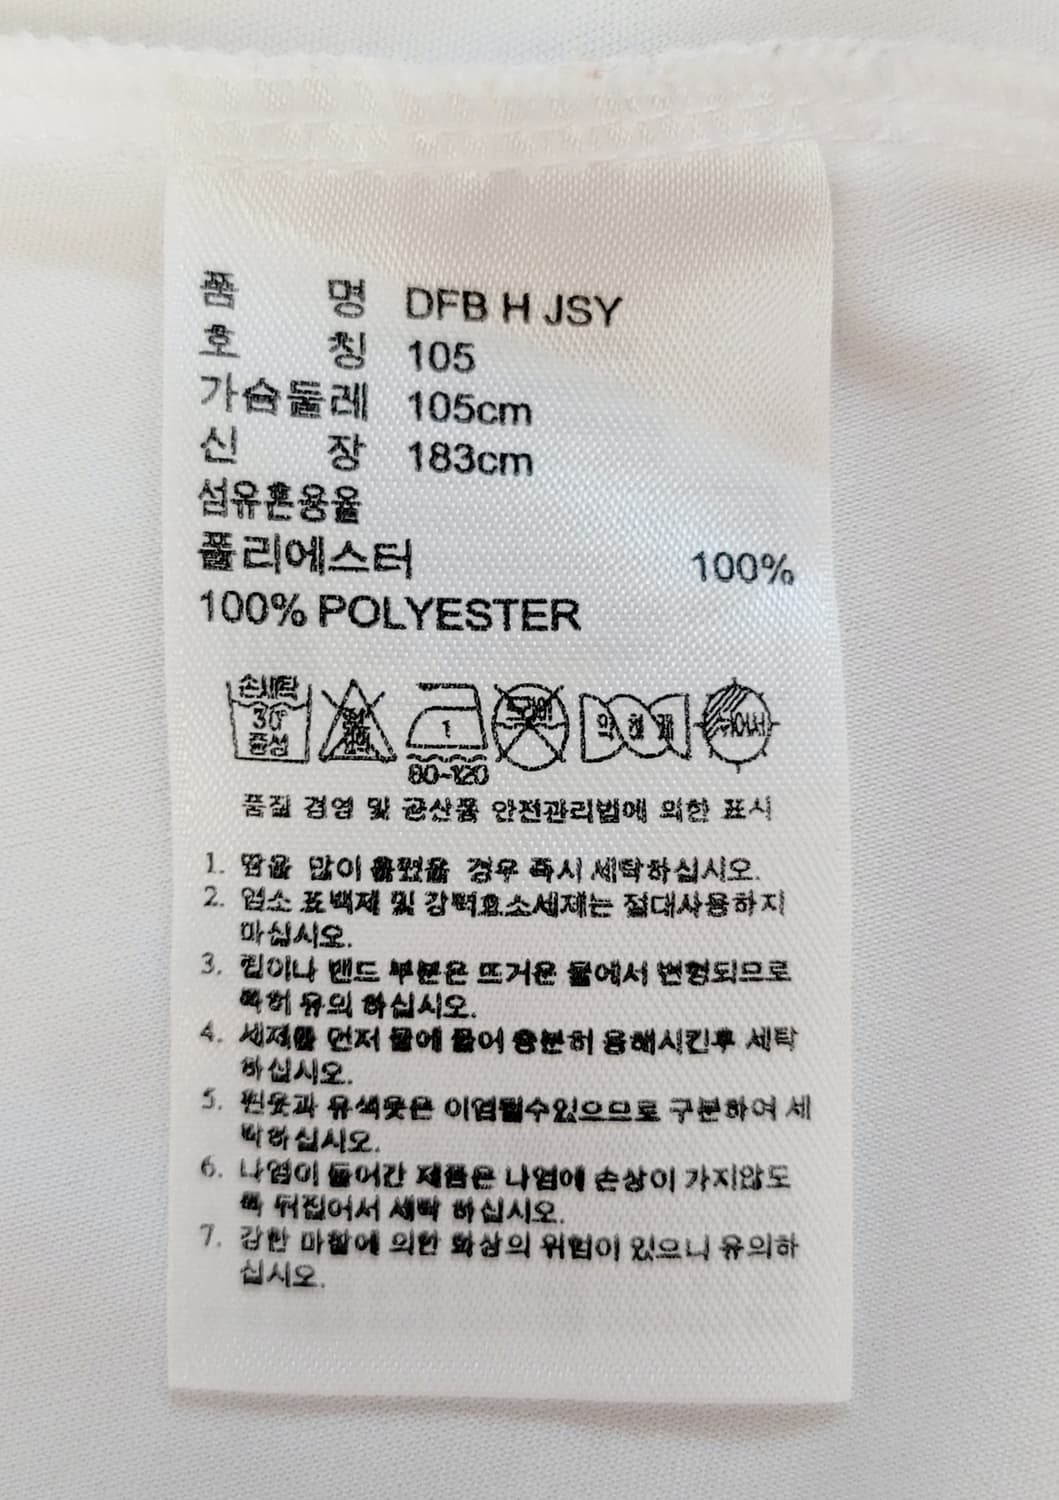 품 명 DFB H JSY
호 칭 105
가슴둘레 105cm
신 장 183cm
섬유혼용율
폴리에스터 100%
100% POLYESTER
손세탁
30°
중성
염소
표백
1
80~120
드라이
약하게
뉘어서
품질 경영 및 공산품 안전관리법에 의한 표시
1. 땀을 많이 흘렸을 경우 즉시 세탁하십시오.
2. 염소 표백제 및 강력효소세제는 절대사용하지
마십시오.
3. 깃이나 밴드 부분은 뜨거운 물에서 변형되므로
특히 유의 하십시오.
4. 세제를 먼저 물에 풀어 충분히 용해시킨후 세탁
하십시오.
5. 흰옷과 유색옷은 이염될수있으므로 구분하여 세
탁하십시오.
6. 나염이 들어간 제품은 나염에 손상이 가지않도
록 뒤집어서 세탁 하십시오.
7. 강한 마찰에 의한 화상의 위험이 있으니 유의하
십시오.